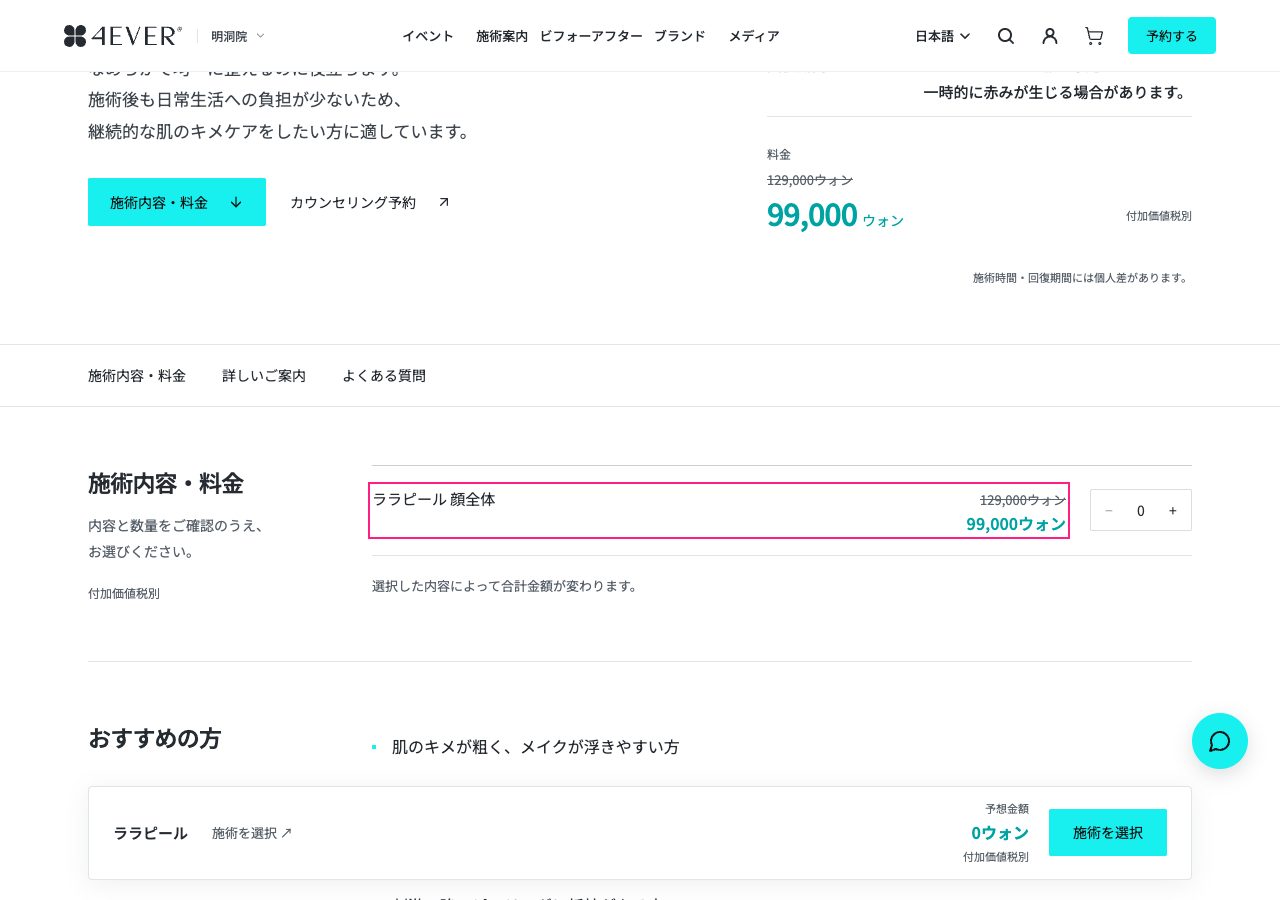 4EVER
明洞院
イベント
施術案内
ビフォーアフター
ブランド
メディア
日本語
予約する
施術後も日常生活への負担が少ないため、
継続的な肌のキメケアをしたい方に適しています。
施術内容・料金
カウンセリング予約
一時的に赤みが生じる場合があります。
料金
129,000ウォン
99,000 ウォン
付加価値税別
施術時間・回復期間には個人差があります。
施術内容・料金
詳しいご案内
よくある質問
施術内容・料金
内容と数量をご確認のうえ、
お選びください。
付加価値税別
ララピール 顔全体
129,000ウォン
99,000ウォン
− 0 +
選択した内容によって合計金額が変わります。
おすすめの方
肌のキメが粗く、メイクが浮きやすい方
ララピール
施術を選択 ↗
予想金額
0ウォン
付加価値税別
施術を選択